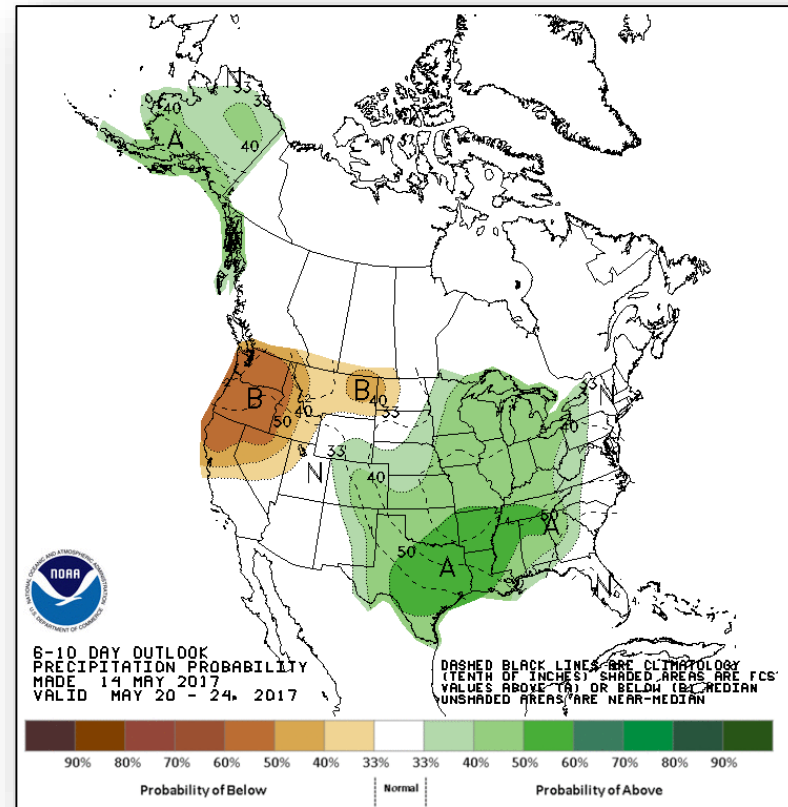 N
33
33
40
A
40
B
50
40
B
40
33
33
N
40
33
N
40
50
A
50
A
N
NATIONAL OCEANIC AND ATMOSPHERIC ADMINISTRATION
NOAA
U.S. DEPARTMENT OF COMMERCE
6-10 DAY OUTLOOK
PRECIPITATION PROBABILITY
MADE 14 MAY 2017
VALID MAY 20 - 24, 2017
DASHED BLACK LINES ARE CLIMATOLOGY
(TENTH OF INCHES) SHADED AREAS ARE FCST
VALUES ABOVE (A) OR BELOW (B) MEDIAN
UNSHADED AREAS ARE NEAR-MEDIAN
90% 80% 70% 60% 50% 40% 33% 33% 40% 50% 60% 70% 80% 90%
Probability of Below Normal Probability of Above